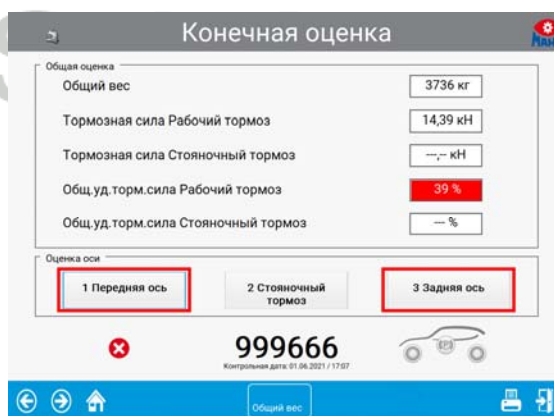 Конечная оценка
МАНА
Общая оценка
Общий вес
3736 кг
Тормозная сила Рабочий тормоз
14,39 кН
Тормозная сила Стояночный тормоз
---,-- кН
Общ.уд.торм.сила Рабочий тормоз
39 %
Общ.уд.торм.сила Стояночный тормоз
--- %
Оценка оси
1 Передняя ось
2 Стояночный
тормоз
3 Задняя ось
999666
Контрольная дата: 01.06.2021 / 17:07
(P)
Общий вес